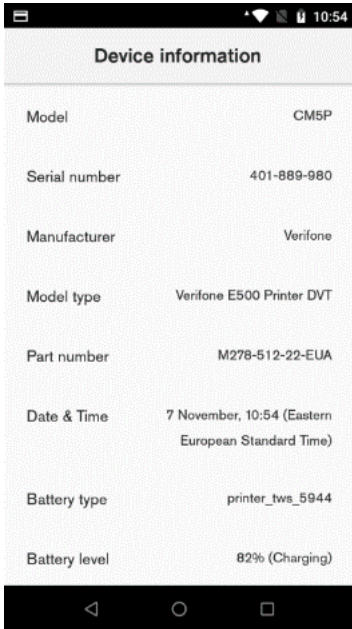 10:54
Device information
Model CM5P
Serial number 401-889-980
Manufacturer Verifone
Model type Verifone E500 Printer DVT
Part number M278-512-22-EUA
Date & Time 7 November, 10:54 (Eastern
European Standard Time)
Battery type printer_tws_5944
Battery level 82% (Charging)